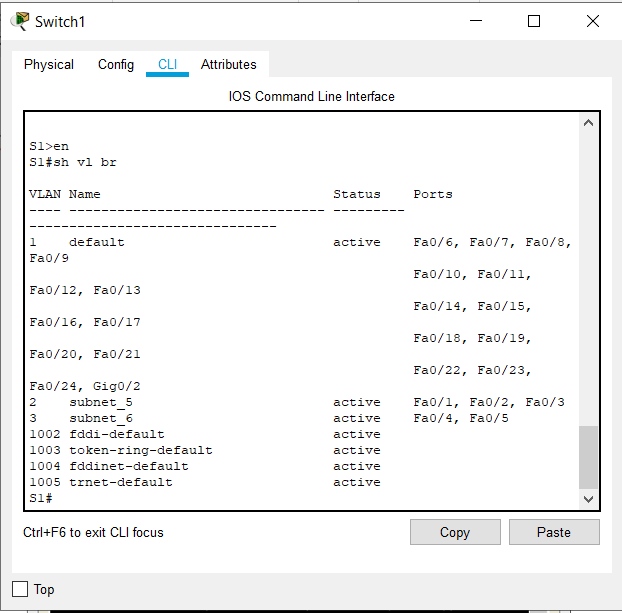 Switch1
Physical Config CLI Attributes
IOS Command Line Interface
S1>en
S1#sh vl br
VLAN Name                             Status    Ports
---- -------------------------------- ---------
-------------------------------
1    default                          active    Fa0/6, Fa0/7, Fa0/8,
Fa0/9
                                                Fa0/10, Fa0/11,
Fa0/12, Fa0/13
                                                Fa0/14, Fa0/15,
Fa0/16, Fa0/17
                                                Fa0/18, Fa0/19,
Fa0/20, Fa0/21
                                                Fa0/22, Fa0/23,
Fa0/24, Gig0/2
2    subnet_5                         active    Fa0/1, Fa0/2, Fa0/3
3    subnet_6                         active    Fa0/4, Fa0/5
1002 fddi-default                     active
1003 token-ring-default               active
1004 fddinet-default                  active
1005 trnet-default                    active
S1#
Ctrl+F6 to exit CLI focus
Copy Paste
Top